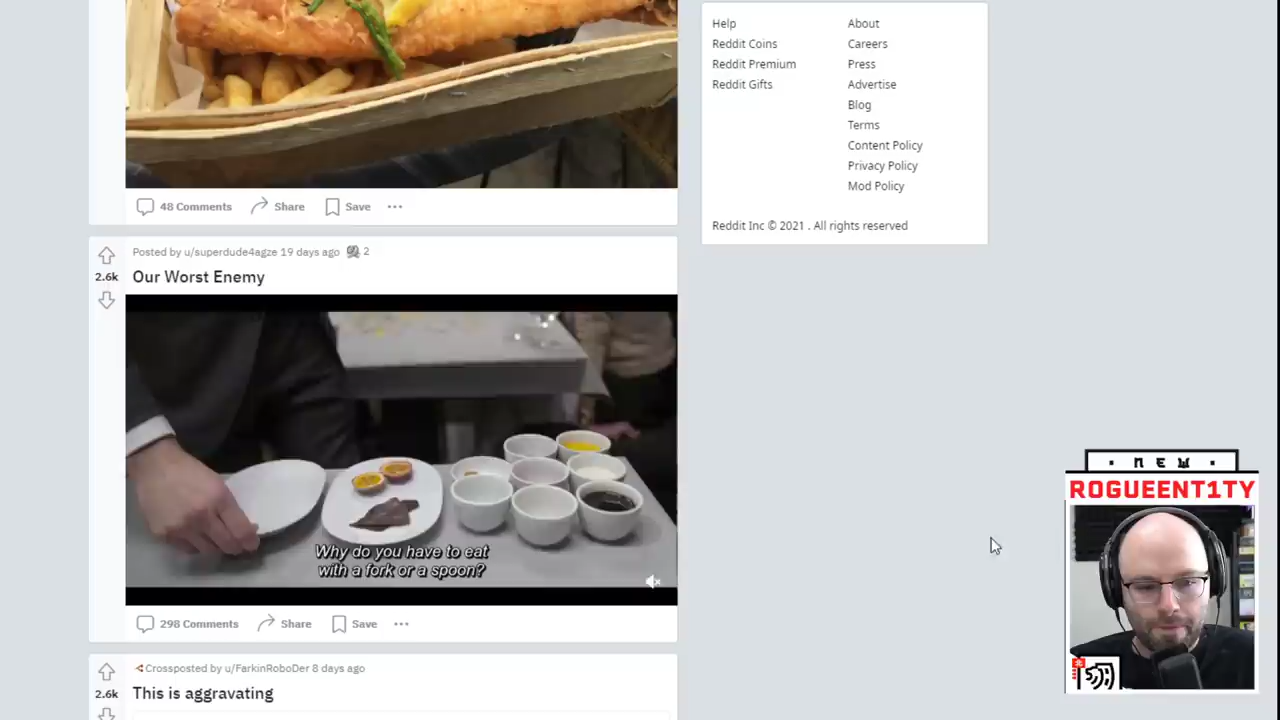 Help
About
Reddit Coins
Careers
Reddit Premium
Press
Reddit Gifts
Advertise
Blog
Terms
Content Policy
Privacy Policy
Mod Policy
Reddit Inc © 2021 . All rights reserved
48 Comments Share Save
Posted by u/superdude4agze 19 days ago 2
2.6k
Our Worst Enemy
Why do you have to eat
with a fork or a spoon?
298 Comments Share Save
Crossposted by u/FarkinRoboDer 8 days ago
2.6k
This is aggravating
· NEW ·
ROGUEENT1TY